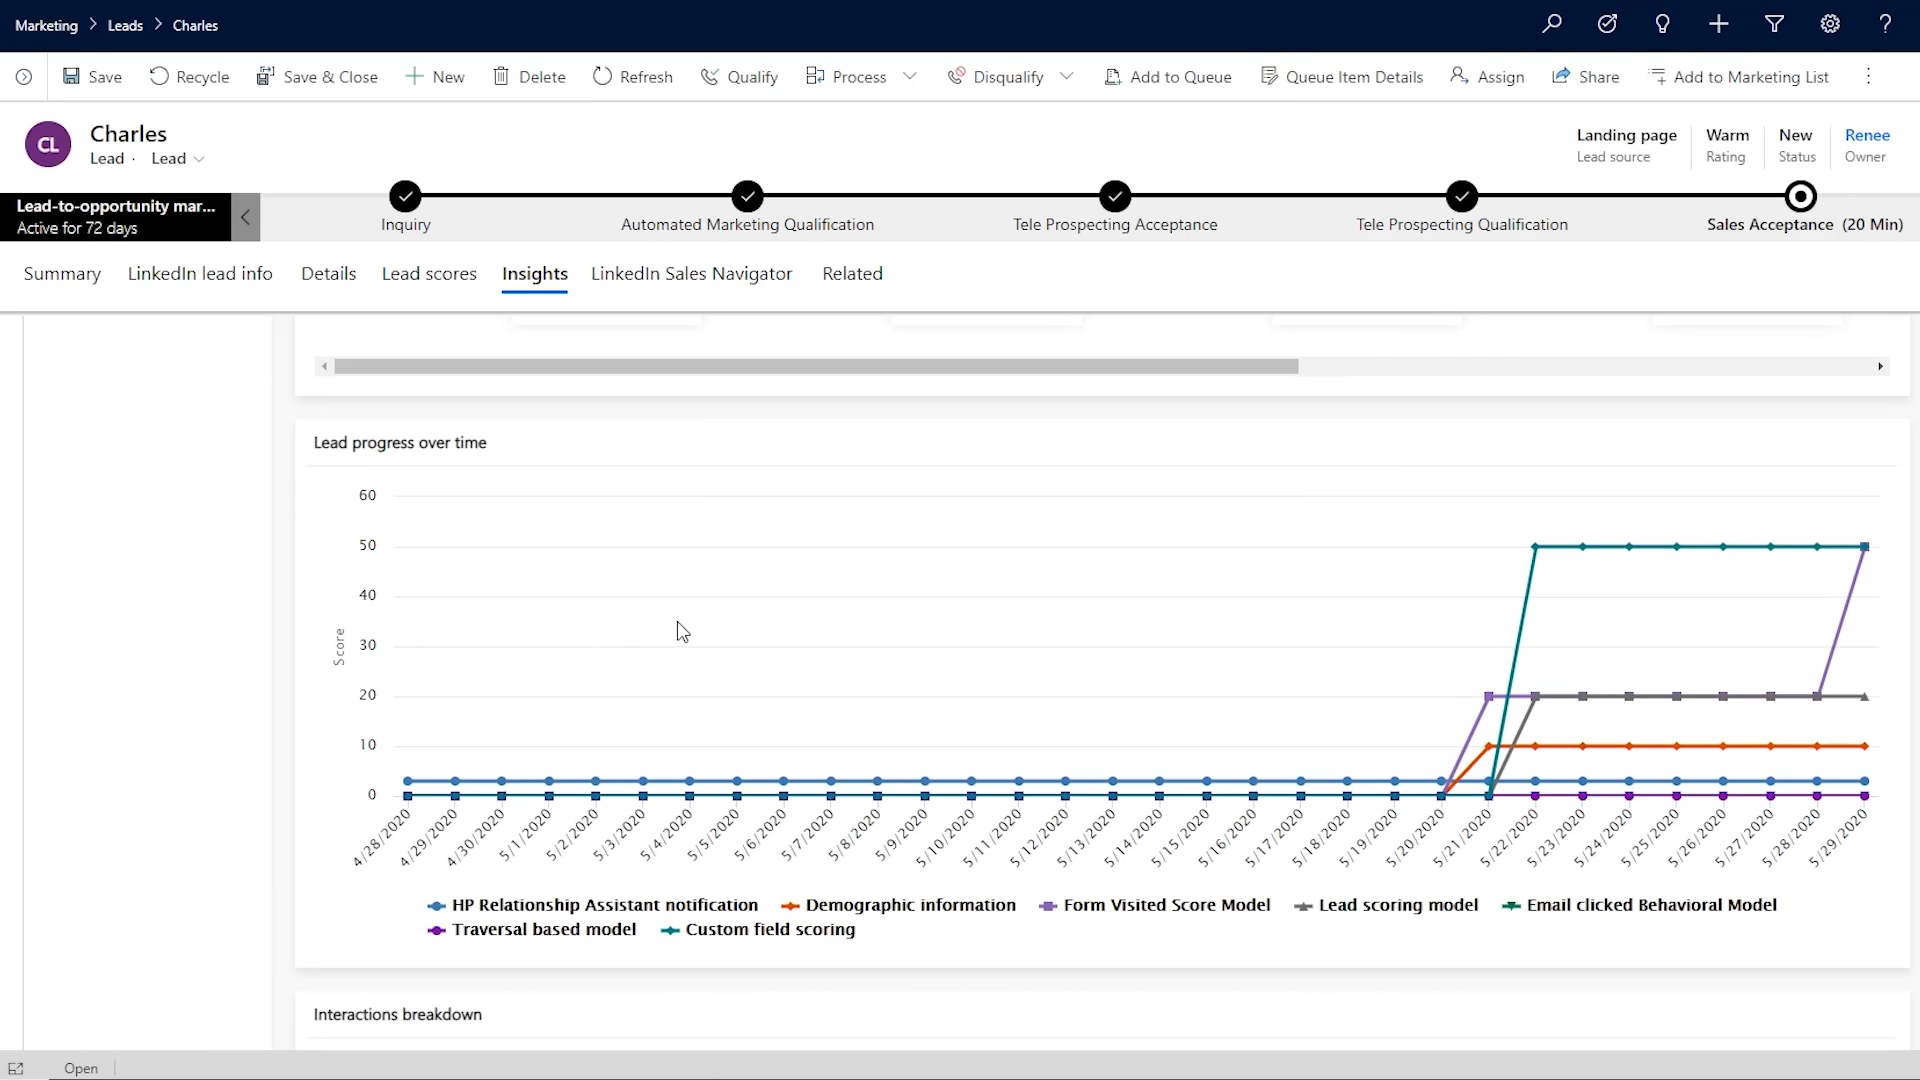 Marketing > Leads > Charles
Save Recycle Save & Close New Delete Refresh Qualify Process Disqualify Add to Queue Queue Item Details Assign Share Add to Marketing List
CL
Charles
Lead · Lead
Landing page Warm New Renee
Lead source Rating Status Owner
Lead-to-opportunity mar...
Active for 72 days
Inquiry Automated Marketing Qualification Tele Prospecting Acceptance Tele Prospecting Qualification Sales Acceptance (20 Min)
Summary LinkedIn lead info Details Lead scores Insights LinkedIn Sales Navigator Related
Lead progress over time
60
50
40
30
20
10
0
Score
4/28/2020 4/29/2020 4/30/2020 5/1/2020 5/2/2020 5/3/2020 5/4/2020 5/5/2020 5/6/2020 5/7/2020 5/8/2020 5/9/2020 5/10/2020 5/11/2020 5/12/2020 5/13/2020 5/14/2020 5/15/2020 5/16/2020 5/17/2020 5/18/2020 5/19/2020 5/20/2020 5/21/2020 5/22/2020 5/23/2020 5/24/2020 5/25/2020 5/26/2020 5/27/2020 5/28/2020 5/29/2020
HP Relationship Assistant notification Demographic information Form Visited Score Model Lead scoring model Email clicked Behavioral Model
Traversal based model Custom field scoring
Interactions breakdown
Open